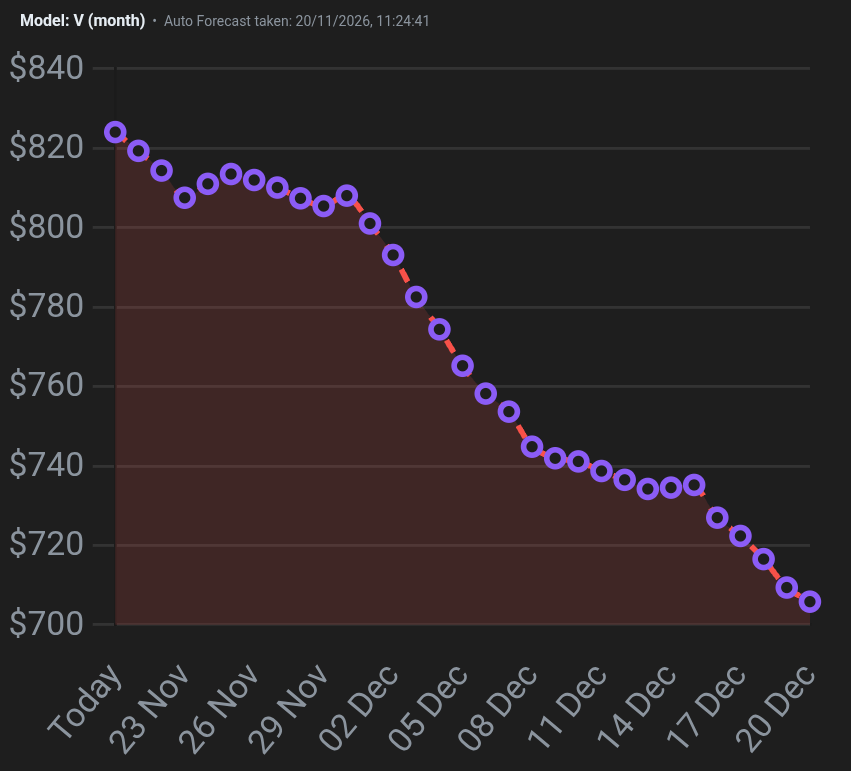 Model: V (month) • Auto Forecast taken: 20/11/2026, 11:24:41
$840
$820
$800
$780
$760
$740
$720
$700
Today
23 Nov
26 Nov
29 Nov
02 Dec
05 Dec
08 Dec
11 Dec
14 Dec
17 Dec
20 Dec